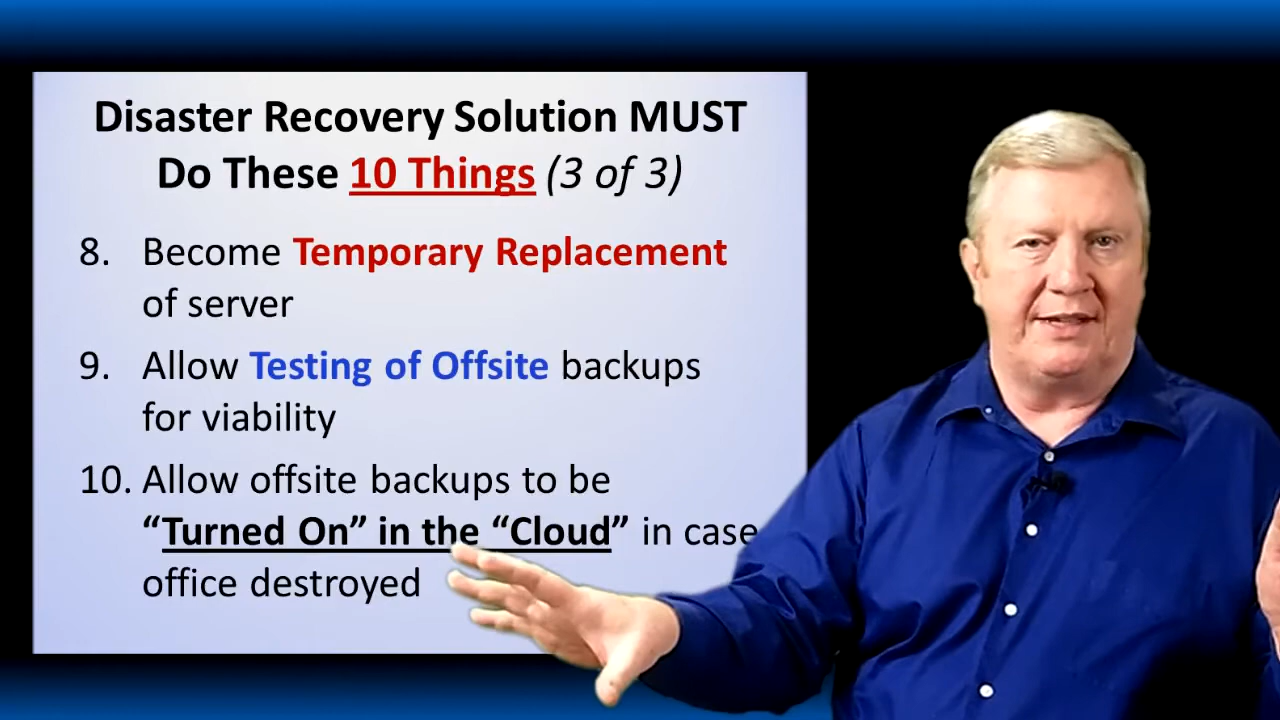 Disaster Recovery Solution MUST
Do These 10 Things (3 of 3)
8. Become Temporary Replacement
of server
9. Allow Testing of Offsite backups
for viability
10. Allow offsite backups to be
“Turned On” in the “Cloud” in case
office destroyed